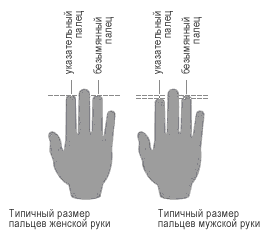 указательный
палец
безымянный
палец
указательный
палец
безымянный
палец
Типичный размер
пальцев женской руки
Типичный размер
пальцев мужской руки